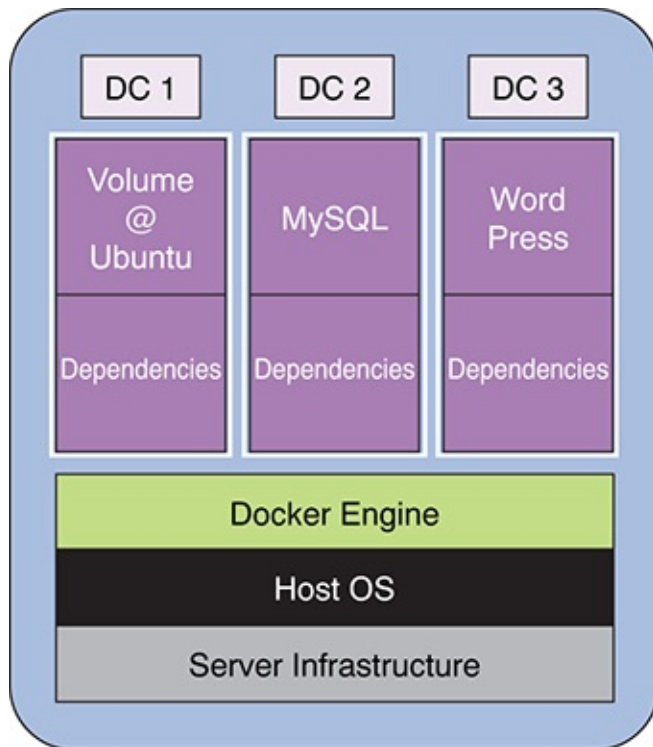 DC 1
DC 2
DC 3
Volume
@
Ubuntu
MySQL
Word
Press
Dependencies
Dependencies
Dependencies
Docker Engine
Host OS
Server Infrastructure